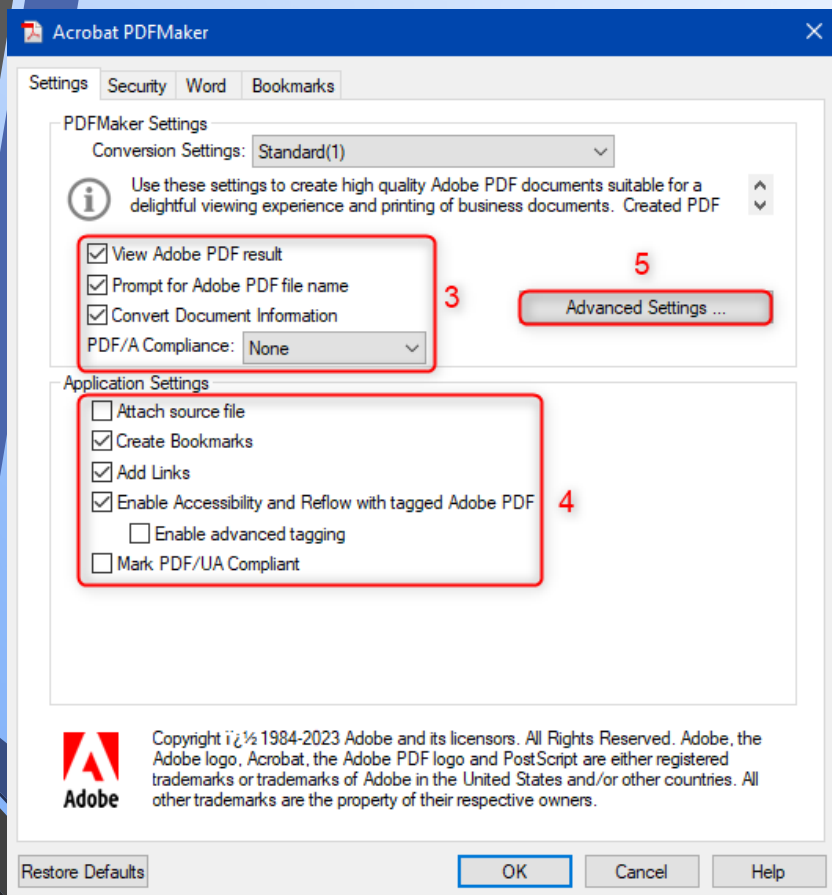 Acrobat PDFMaker
Settings Security Word Bookmarks
PDFMaker Settings
Conversion Settings: Standard(1)
Use these settings to create high quality Adobe PDF documents suitable for a
delightful viewing experience and printing of business documents. Created PDF
View Adobe PDF result
Prompt for Adobe PDF file name
Convert Document Information
PDF/A Compliance: None
3
5
Advanced Settings ...
Application Settings
Attach source file
Create Bookmarks
Add Links
Enable Accessibility and Reflow with tagged Adobe PDF
Enable advanced tagging
Mark PDF/UA Compliant
4
Copyright ï¿½ 1984-2023 Adobe and its licensors. All Rights Reserved. Adobe, the
Adobe logo, Acrobat, the Adobe PDF logo and PostScript are either registered
trademarks or trademarks of Adobe in the United States and/or other countries. All
other trademarks are the property of their respective owners.
Adobe
Restore Defaults OK Cancel Help